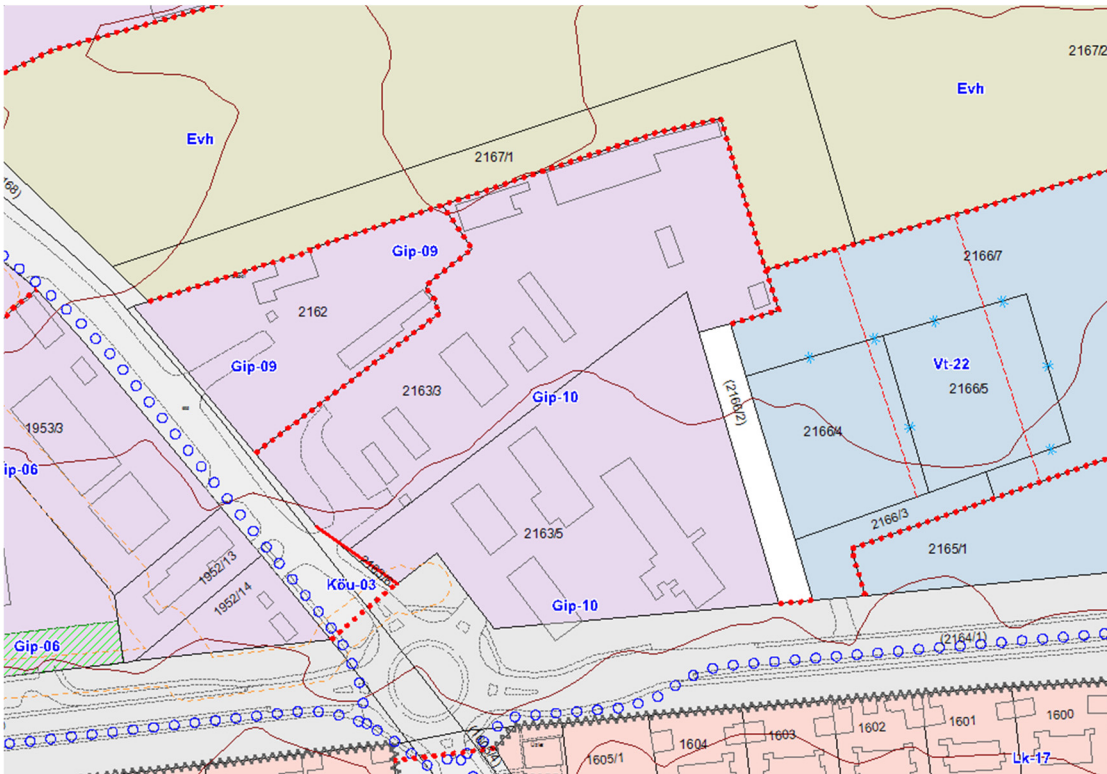 2167/2
Evh
Evh
2167/1
168)
Gip-09
2166/7
2162
Gip-09
2163/3
Gip-10
Vt-22
2166/5
(2166/2)
2166/4
1953/3
ip-06
2166/3
2163/5
2165/1
1952/13
1952/14
Köu-03
Gip-10
Gip-06
(2164/1)
1605/1
1604
1603
1602
1601
1600
Lk-17